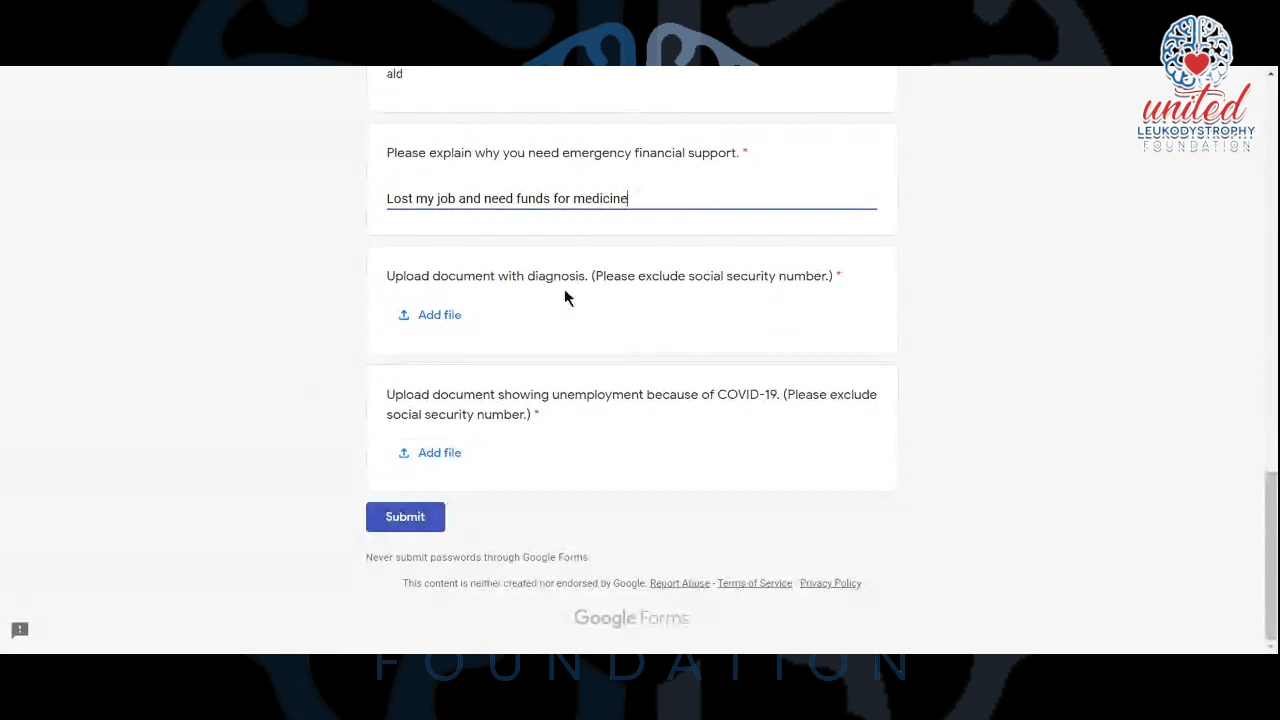 united
LEUKODYSTROPHY
FOUNDATION
ald
Please explain why you need emergency financial support. *
Lost my job and need funds for medicine
Upload document with diagnosis. (Please exclude social security number.) *
Add file
Upload document showing unemployment because of COVID-19. (Please exclude
social security number.) *
Add file
Submit
Never submit passwords through Google Forms.
This content is neither created nor endorsed by Google. Report Abuse - Terms of Service - Privacy Policy
Google Forms
FOUNDATION